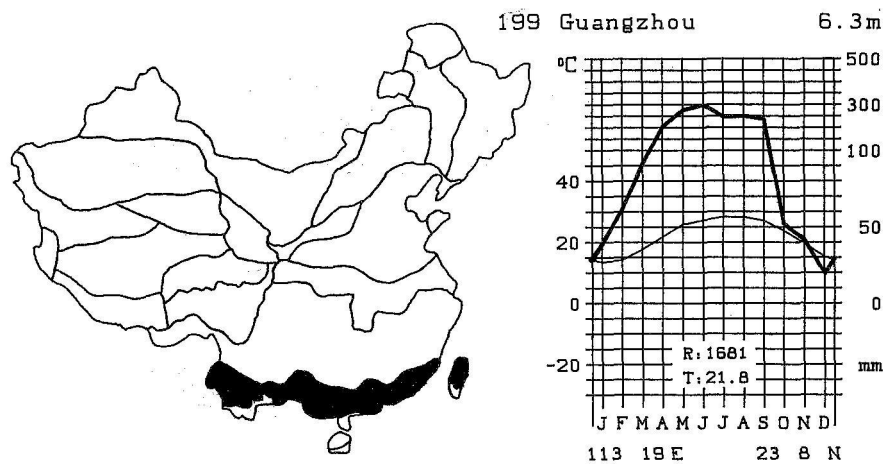 199 Guangzhou 6.3m
°C 500
300
100
40
20 50
0 0
R:1681
-20 mm
T:21.8
J F M A M J J A S O N D
113 19 E 23 8 N